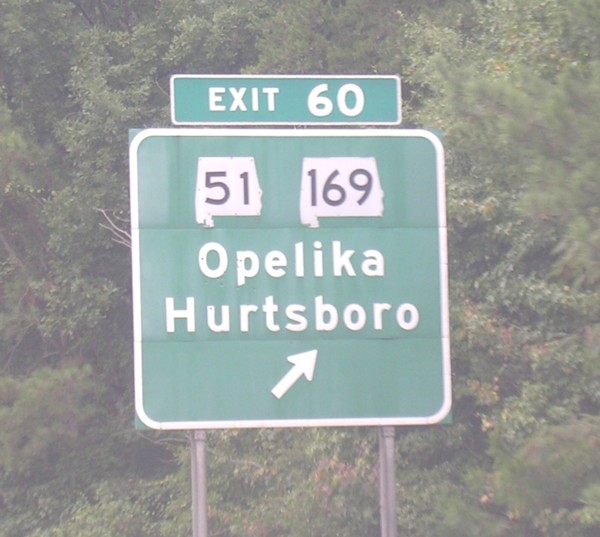 EXIT 60
51 169
Opelika
Hurtsboro